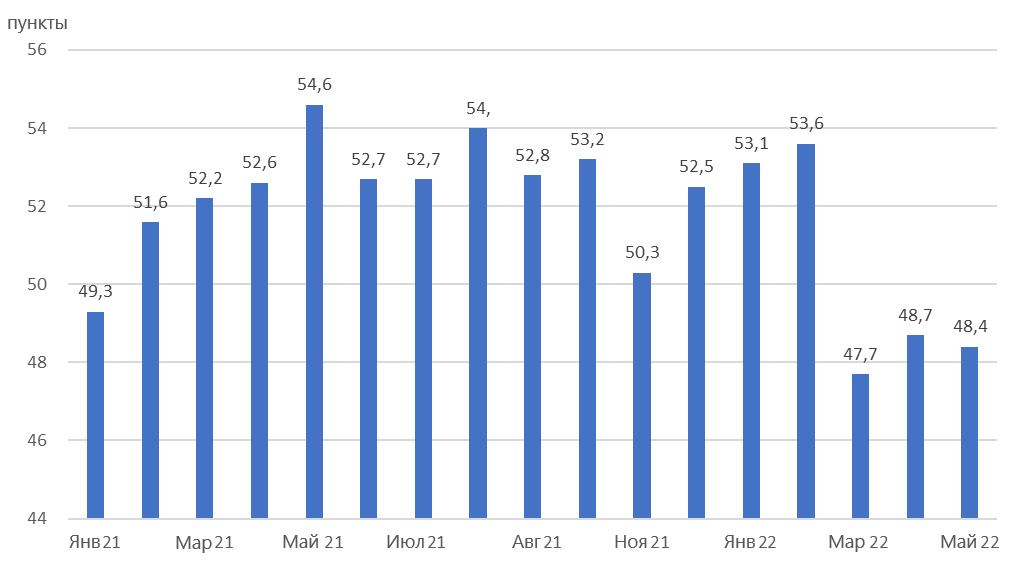 пункты
56
54,6
54,
54
53,6
53,2
53,1
52,8
52,7
52,7
52,6
52,5
52,2
52
51,6
50,3
50
49,3
48,7
48,4
48
47,7
46
44
Янв 21
Мар 21
Май 21
Июл 21
Авг 21
Ноя 21
Янв 22
Мар 22
Май 22